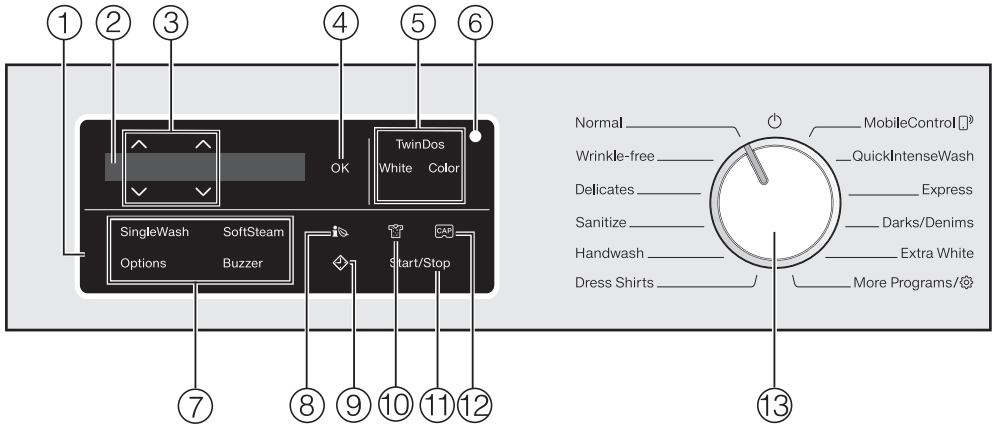 ① ② ③ ④ ⑤ ⑥
TwinDos
White Color
OK
SingleWash SoftSteam
Options Buzzer
CAP
Start/Stop
Normal
Wrinkle-free
Delicates
Sanitize
Handwash
Dress Shirts
MobileControl
QuickIntenseWash
Express
Darks/Denims
Extra White
More Programs/
⑦ ⑧ ⑨ ⑩ ⑪ ⑫ ⑬